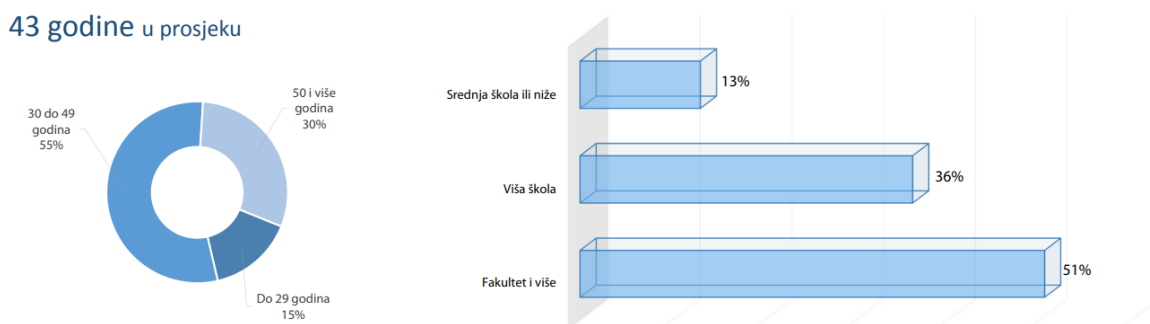 43 godine u prosjeku
30 do 49
godina
55%
50 i više
godina
30%
Do 29 godina
15%
Srednja škola ili niže
13%
Viša škola
36%
Fakultet i više
51%